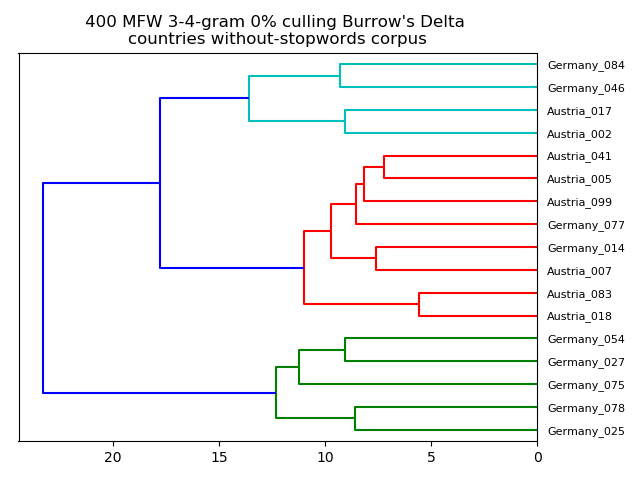 400 MFW 3-4-gram 0% culling Burrow's Delta
countries without-stopwords corpus
Germany_084
Germany_046
Austria_017
Austria_002
Austria_041
Austria_005
Austria_099
Germany_077
Germany_014
Austria_007
Austria_083
Austria_018
Germany_054
Germany_027
Germany_075
Germany_078
Germany_025
20 15 10 5 0